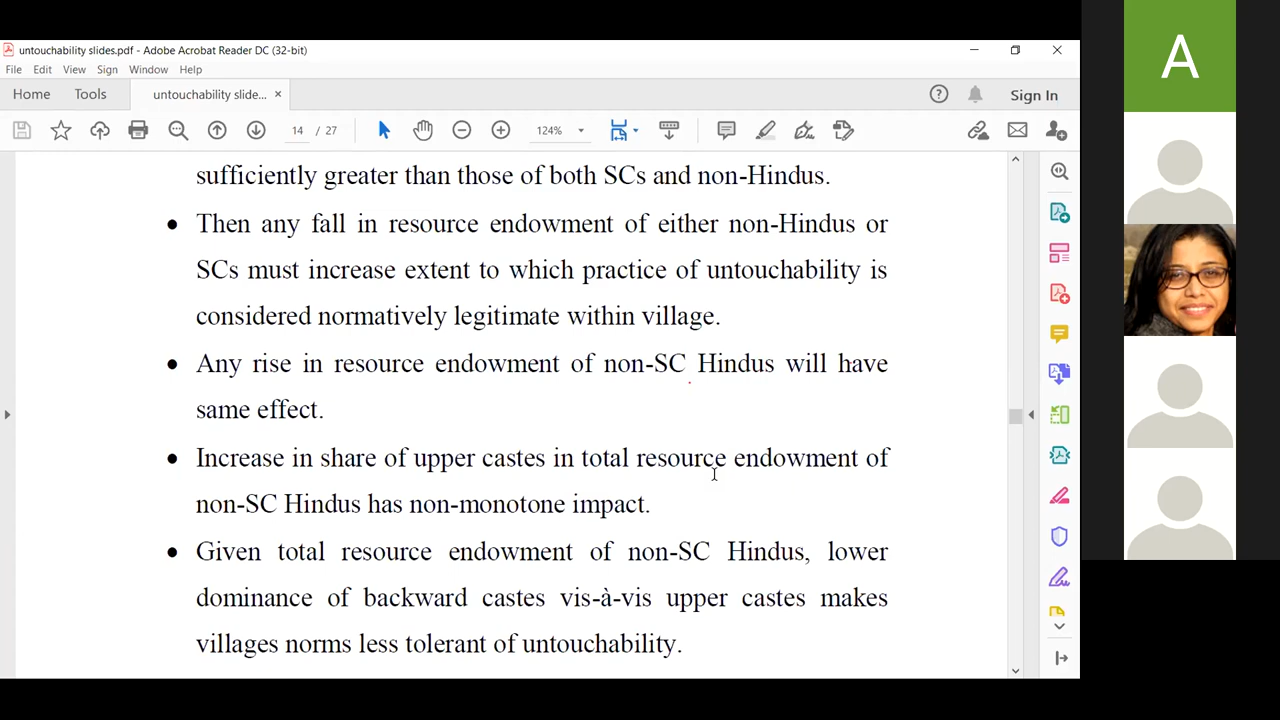 untouchability slides.pdf - Adobe Acrobat Reader DC (32-bit)
File Edit View Sign Window Help
Home Tools untouchability slide... × Sign In
14 / 27 124%
sufficiently greater than those of both SCs and non-Hindus.
• Then any fall in resource endowment of either non-Hindus or
SCs must increase extent to which practice of untouchability is
considered normatively legitimate within village.
• Any rise in resource endowment of non-SC Hindus will have
same effect.
• Increase in share of upper castes in total resource endowment of
non-SC Hindus has non-monotone impact.
• Given total resource endowment of non-SC Hindus, lower
dominance of backward castes vis-à-vis upper castes makes
villages norms less tolerant of untouchability.
A